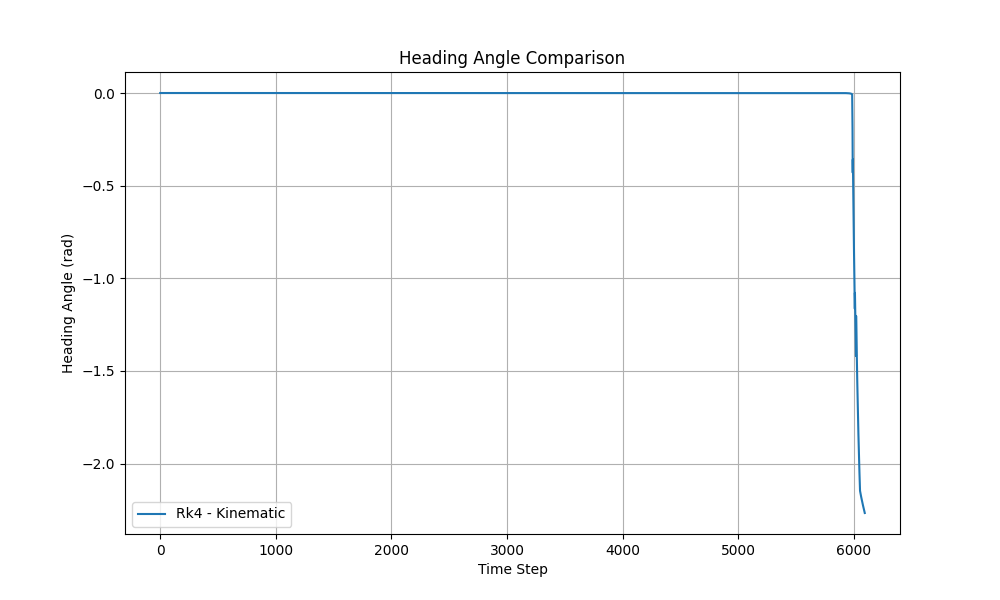 Heading Angle Comparison
0.0
−0.5
−1.0
−1.5
−2.0
Heading Angle (rad)
Rk4 - Kinematic
0 1000 2000 3000 4000 5000 6000
Time Step